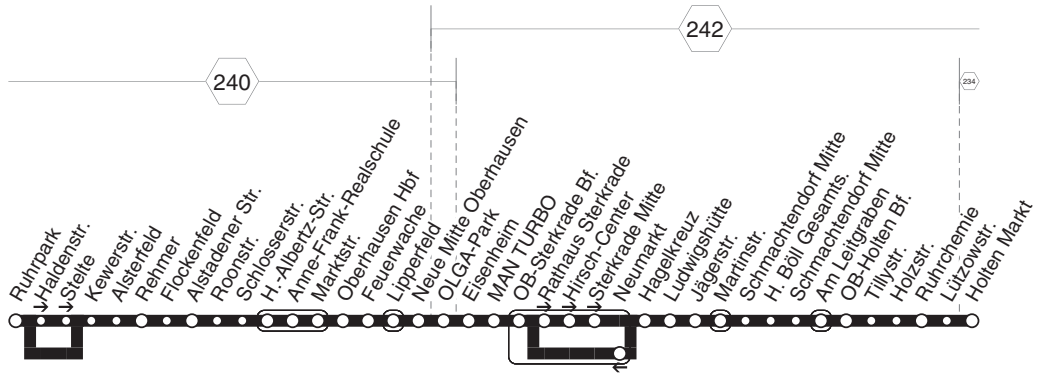 242
240
234
Ruhrpark
Haldenstr.
Stelte
Kewerstr.
Alsterfeld
Rehmer
Flockenfeld
Alstadener Str.
Roonstr.
Schlosserstr.
H.-Albertz-Str.
Anne-Frank-Realschule
Marktstr.
Oberhausen Hbf
Feuerwache
Lipperfeld
Neue Mitte Oberhausen
OLGA-Park
Eisenheim
MAN TURBO
OB-Sterkrade Bf.
Rathaus Sterkrade
Hirsch-Center
Sterkrade Mitte
Neumarkt
Hagelkreuz
Ludwigshütte
Jägerstr.
Martinstr.
Schmachtendorf Mitte
H. Böll Gesamts.
Schmachtendorf Mitte
Am Leitgraben
OB-Holten Bf.
Tillystr.
Holzstr.
Ruhrchemie
Lützowstr.
Holten Markt